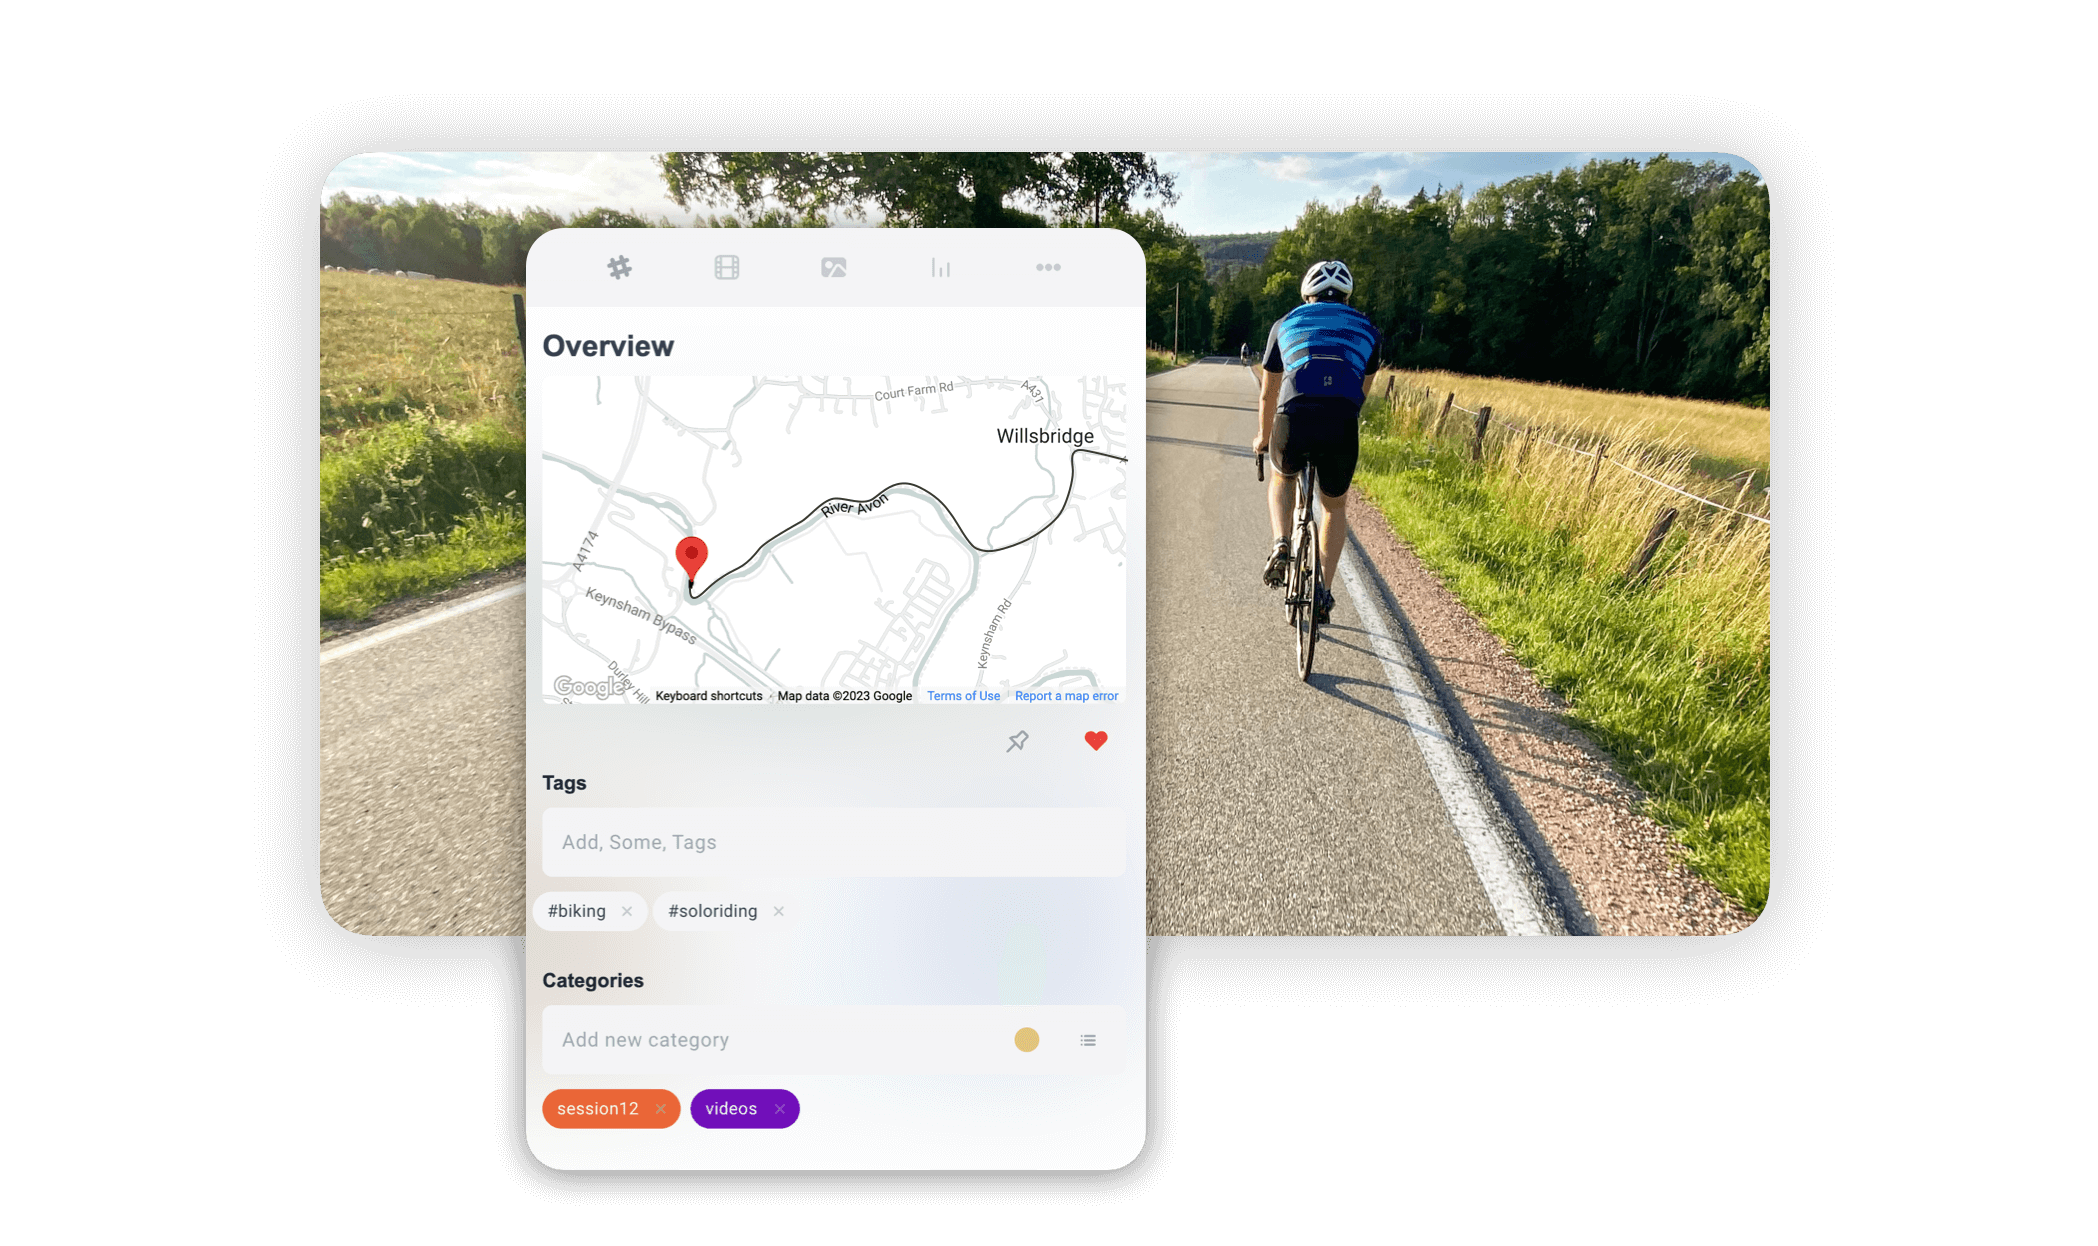 Overview
Court Farm Rd
A431
Willsbridge
River Avon
A4174
Keynsham Bypass
Keynsham Rd
Durley Hill
Google
Keyboard shortcuts
Map data ©2023 Google
Terms of Use
Report a map error
Tags
Add, Some, Tags
#biking ×
#soloriding ×
Categories
Add new category
session12 ×
videos ×